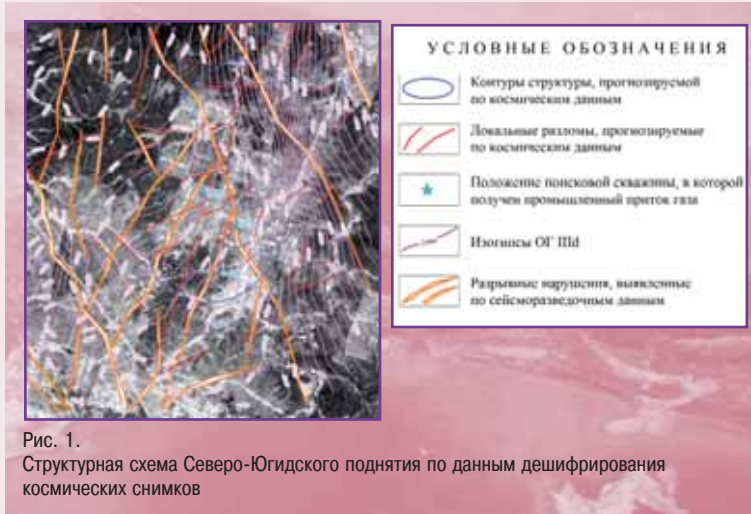 УСЛОВНЫЕ ОБОЗНАЧЕНИЯ
Контуры структуры, прогнозируемой
по космическим данным
Локальные разломы, прогнозируемые
по космическим данным
Положение поисковой скважины, в которой
получен промышленный приток газа
Изогипсы ОГ IIId
Разрывные нарушения, выявленные
по сейсморазведочным данным
Рис. 1.
Структурная схема Северо-Югидского поднятия по данным дешифрирования
космических снимков